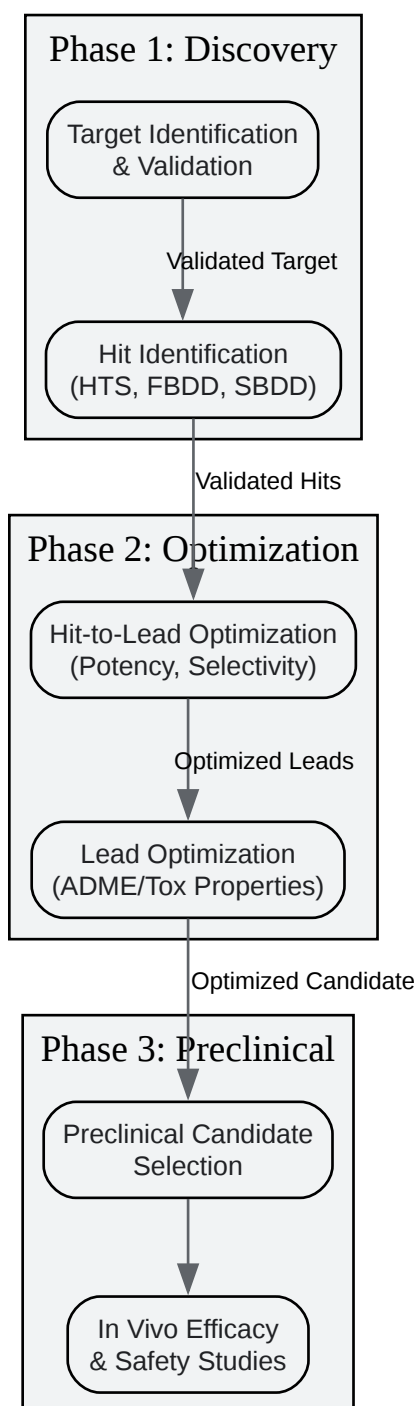 Phase 1: Discovery
Target Identification
& Validation
Validated Target
Hit Identification
(HTS, FBDD, SBDD)
Validated Hits
Phase 2: Optimization
Hit-to-Lead Optimization
(Potency, Selectivity)
Optimized Leads
Lead Optimization
(ADME/Tox Properties)
Optimized Candidate
Phase 3: Preclinical
Preclinical Candidate
Selection
In Vivo Efficacy
& Safety Studies